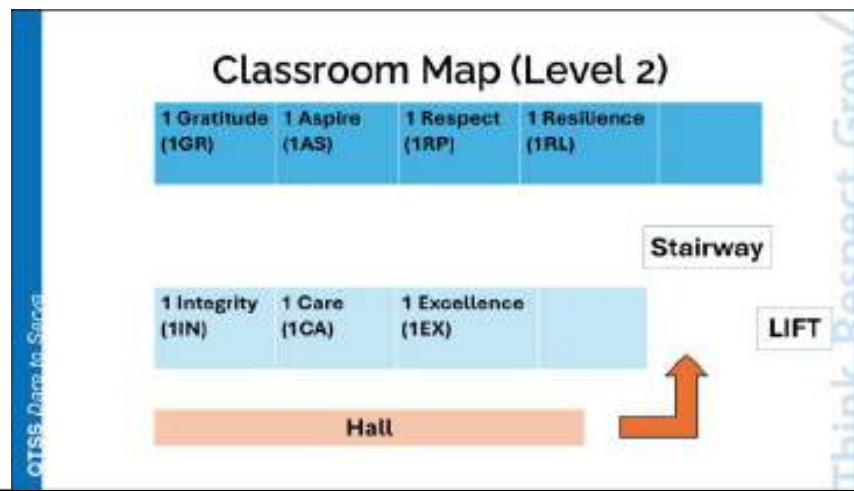 Classroom Map (Level 2)
1 Gratitude
(1GR)
1 Aspire
(1AS)
1 Respect
(1RP)
1 Resilience
(1RL)
Stairway
1 Integrity
(1IN)
1 Care
(1CA)
1 Excellence
(1EX)
LIFT
Hall
QTSS Dare to Serve
Think Respect Grow